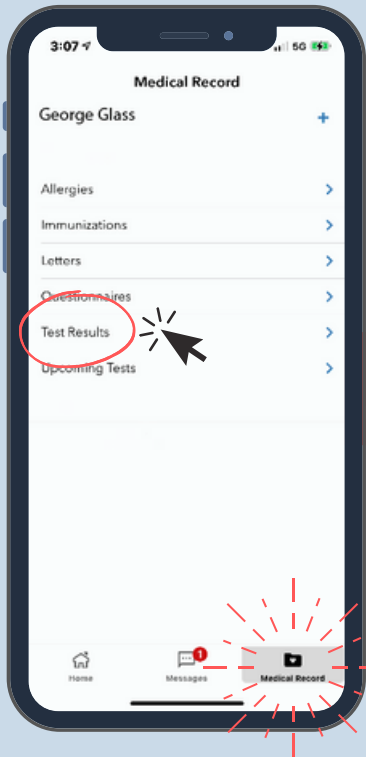 3:07
5G
Medical Record
George Glass
+
Allergies
Immunizations
Letters
Questionnaires
Test Results
Upcoming Tests
1
Home
Messages
Medical Record